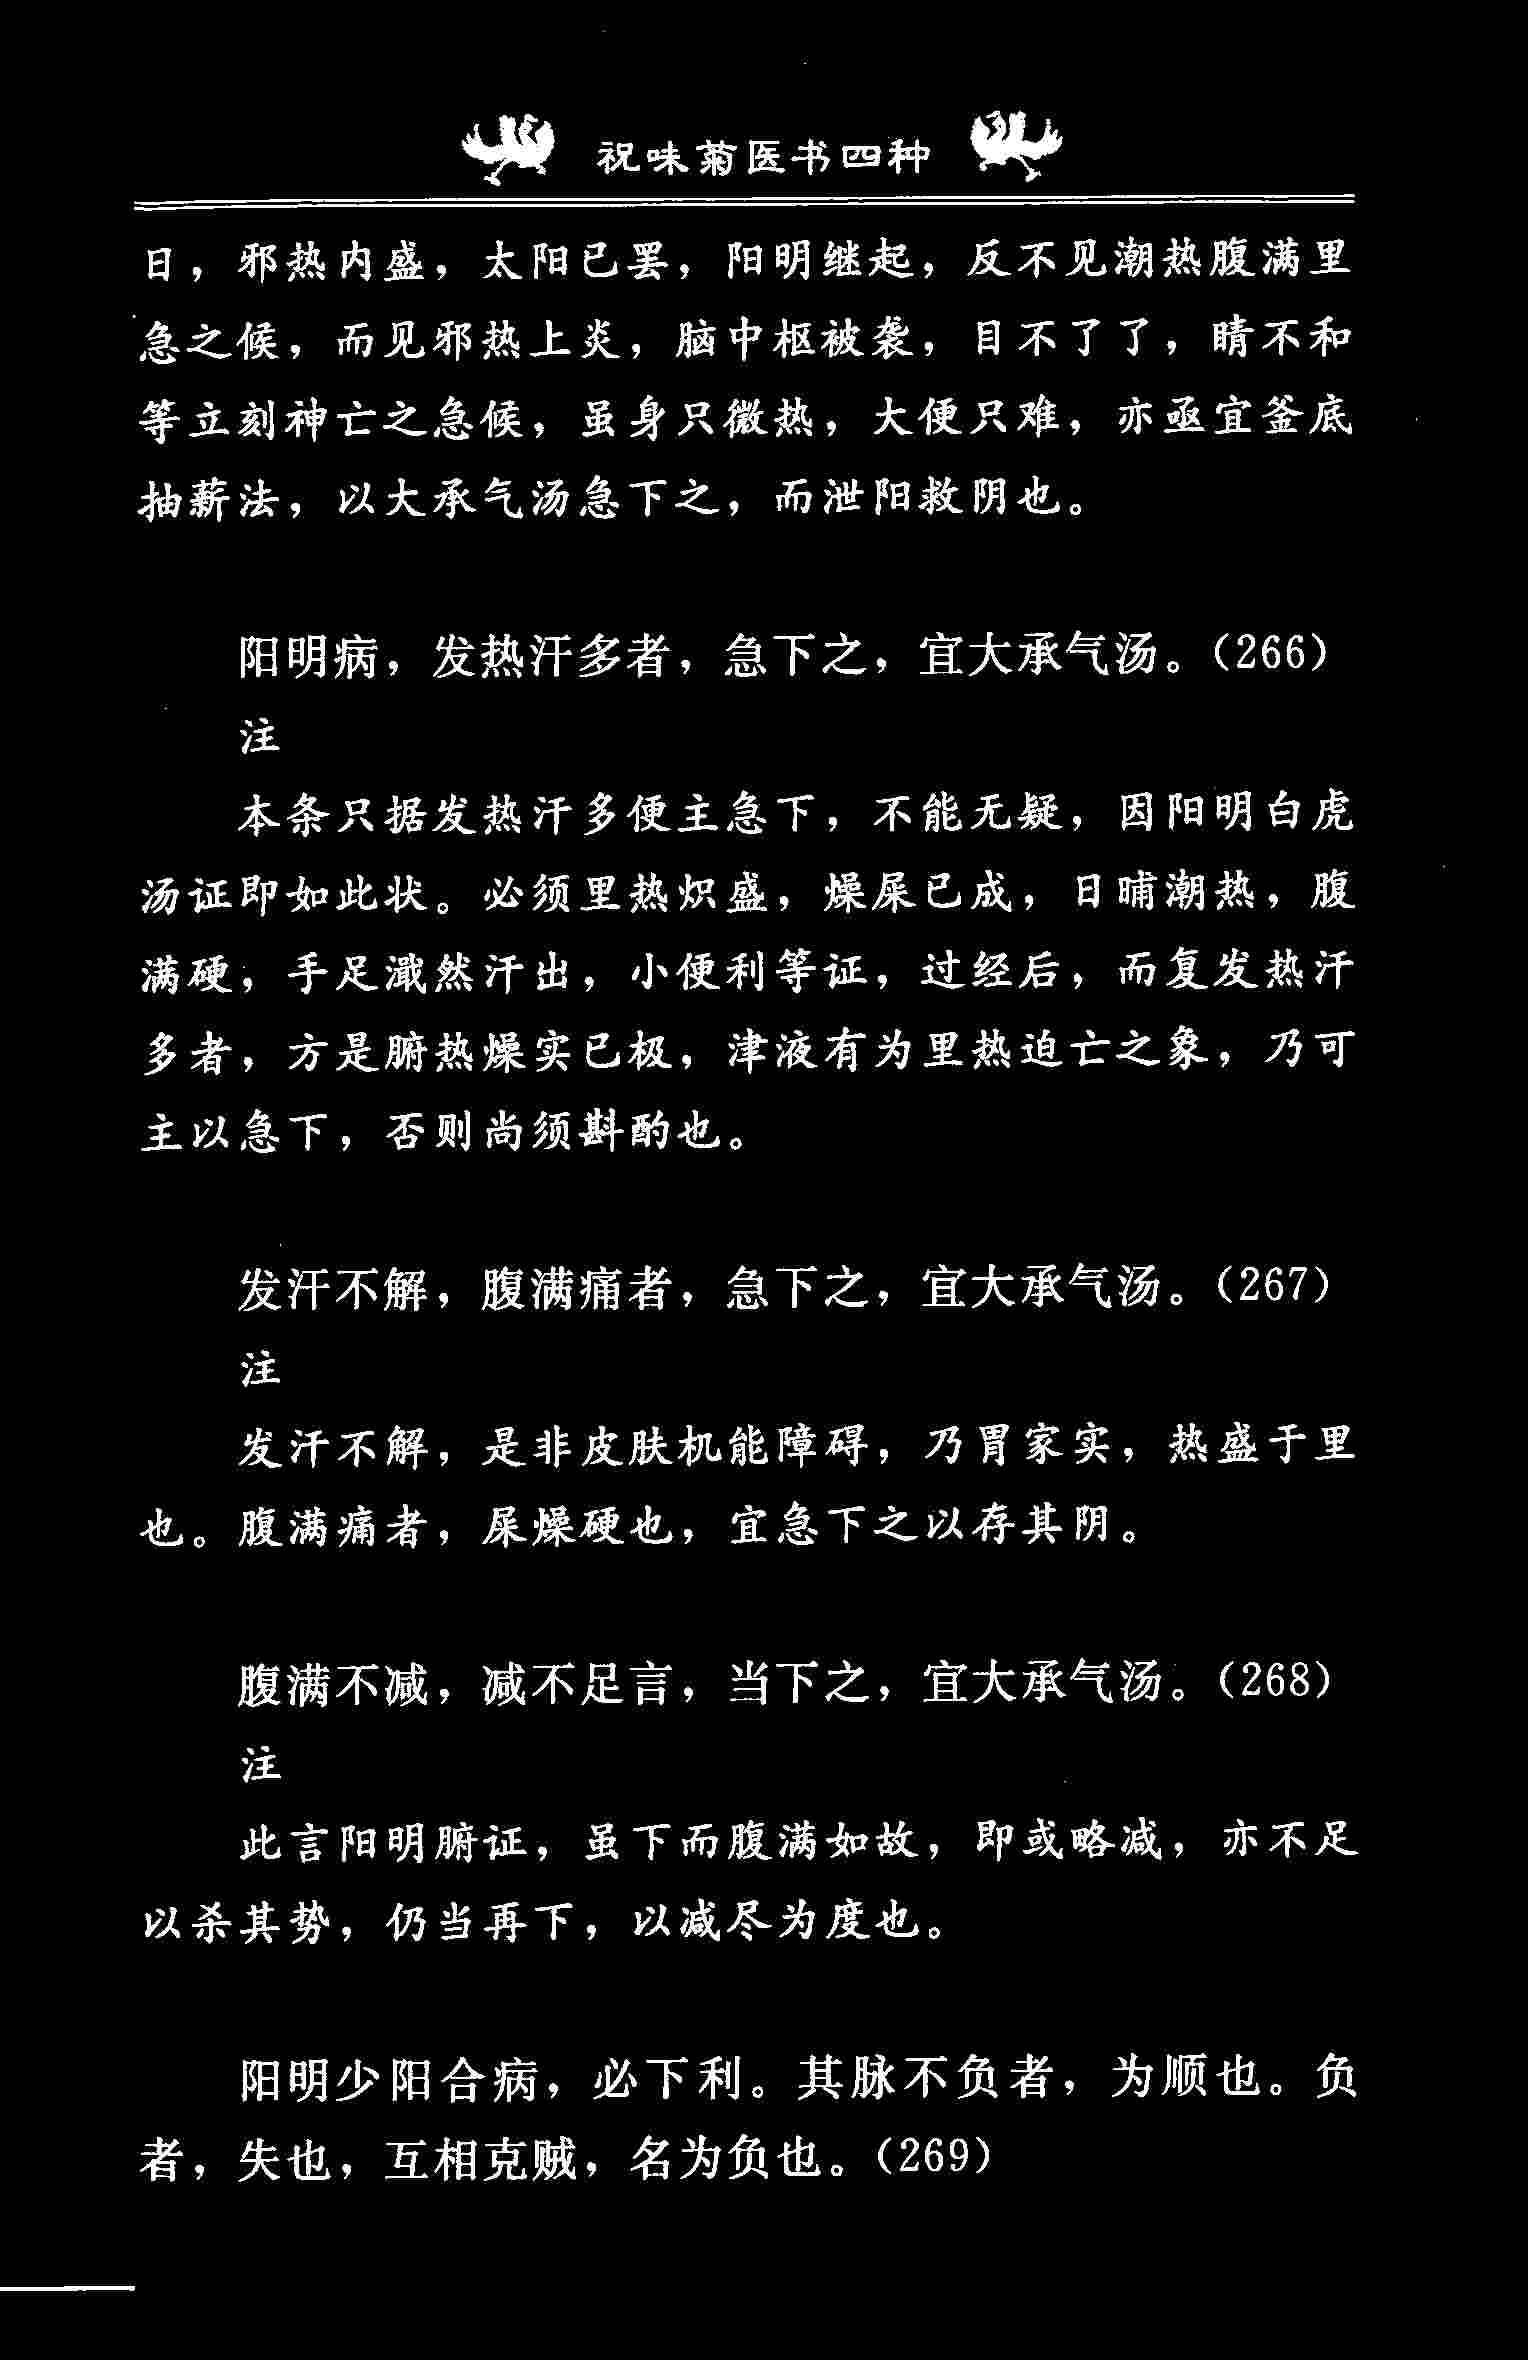 祝味菊医书四种
日，邪热内盛，太阳已罢，阳明继起，反不见潮热腹满里
急之候，而见邪热上炎，脑中枢被袭，目不了了，睛不和
等立刻神亡之急候，虽身只微热，大便只难，亦亟宜釜底
抽薪法，以大承气汤急下之，而泄阳救阴也。
阳明病，发热汗多者，急下之，宜大承气汤。（266）
注
本条只据发热汗多便主急下，不能无疑，因阳明白虎
汤证即如此状。必须里热炽盛，燥屎已成，日晡潮热，腹
满硬，手足濈然汗出，小便利等证，过经后，而复发热汗
多者，方是腑热燥实已极，津液有为里热迫亡之象，乃可
主以急下，否则尚须斟酌也。
发汗不解，腹满痛者，急下之，宜大承气汤。（267）
注
发汗不解，是非皮肤机能障碍，乃胃家实，热盛于里
也。腹满痛者，屎燥硬也，宜急下之以存其阴。
腹满不减，减不足言，当下之，宜大承气汤。（268）
注
此言阳明腑证，虽下而腹满如故，即或略减，亦不足
以杀其势，仍当再下，以减尽为度也。
阳明少阳合病，必下利。其脉不负者，为顺也。负
者，失也，互相克贼，名为负也。（269）